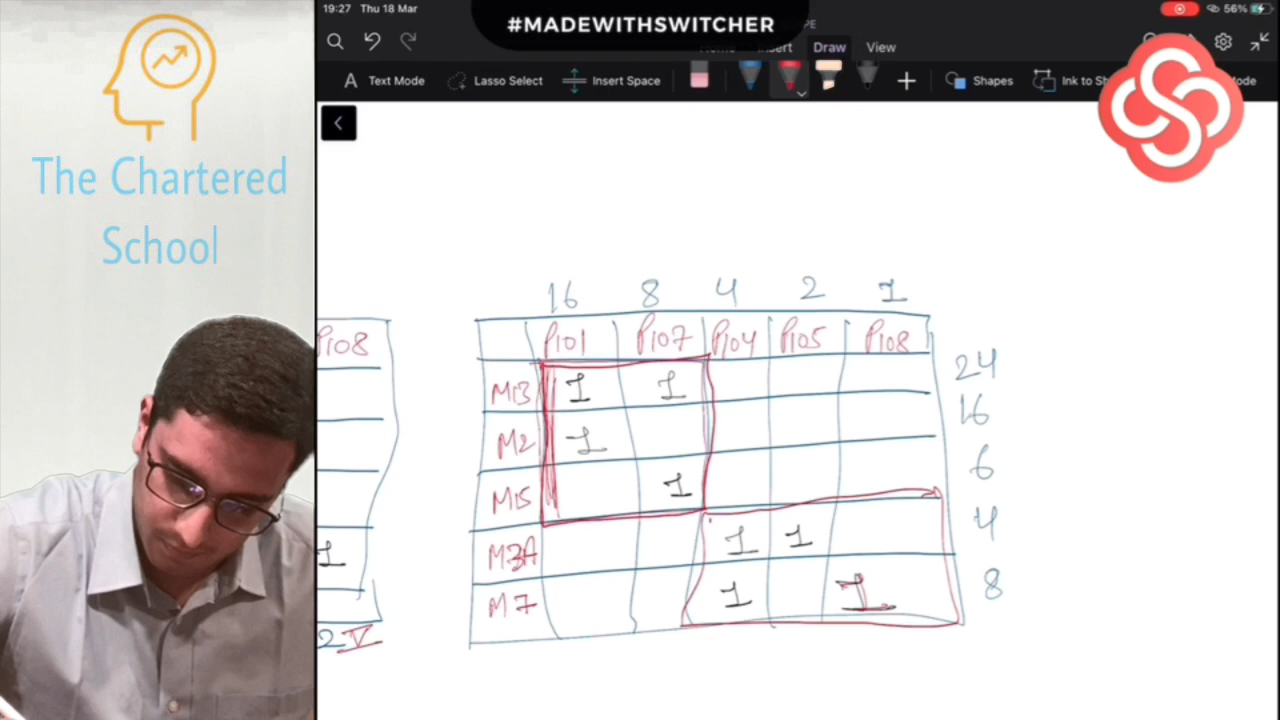 19:27 Thu 18 Mar
#MADEWITHSWITCHER
56%
Draw
View
Text Mode
Lasso Select
Insert Space
Shapes
The Chartered
School
16 8 4 2 1
P108
P101 P107 P104 P105 P108
M13 1 1 24
M2 1 16
M15 1 6
1
M3A 1 1 4
M7 1 1 8
2 V